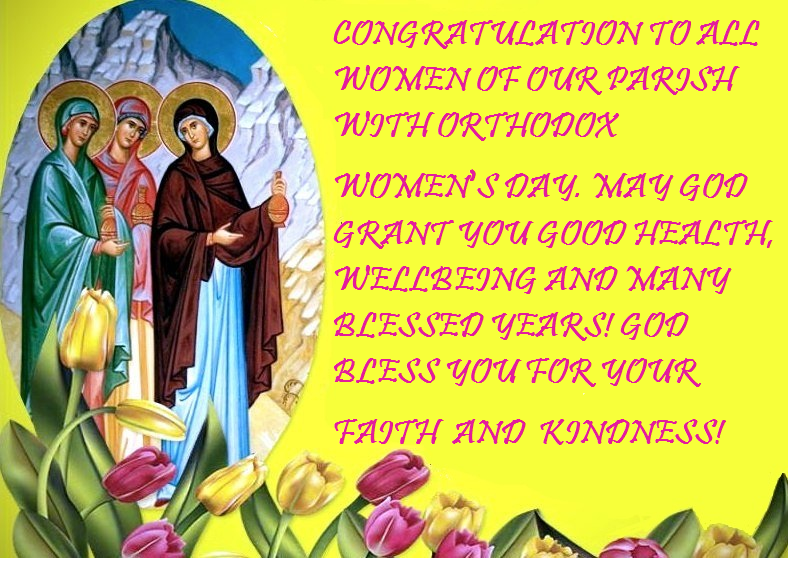 CONGRATULATION TO ALL
WOMEN OF OUR PARISH
WITH ORTHODOX
WOMEN'S DAY. MAY GOD
GRANT YOU GOOD HEALTH,
WELLBEING AND MANY
BLESSED YEARS! GOD
BLESS YOU FOR YOUR
FAITH AND KINDNESS!